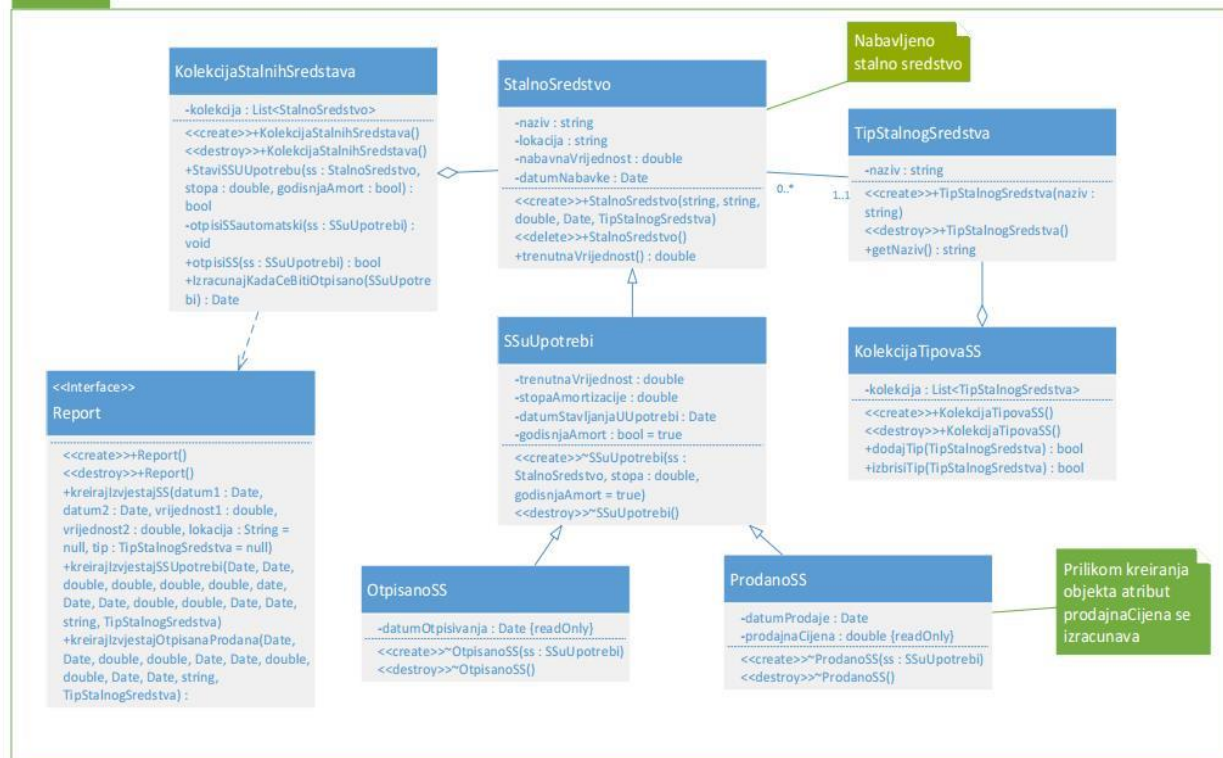 KolekcijaStalnihSredstava
-kolekcija : List<StalnoSredstvo>
<<create>>+KolekcijaStalnihSredstava()
<<destroy>>+KolekcijaStalnihSredstava()
+StaviSSUUpotrebu(ss : StalnoSredstvo,
stopa : double, godisnjaAmort : bool) :
bool
-otpisiSSautomatski(ss : SSuUpotrebi) :
void
+otpisiSS(ss : SSuUpotrebi) : bool
+IzracunajKadaCeBitiOtpisano(SSuUpotre
bi) : Date
StalnoSredstvo
-naziv : string
-lokacija : string
-nabavnaVrijednost : double
-datumNabavke : Date
<<create>>+StalnoSredstvo(string, string,
double, Date, TipStalnogSredstva)
<<delete>>+StalnoSredstvo()
+trenutnaVrijednost() : double
Nabavljeno
stalno sredstvo
0..*
1..1
TipStalnogSredstva
-naziv : string
<<create>>+TipStalnogSredstva(naziv :
string)
<<destroy>>+TipStalnogSredstva()
+getNaziv() : string
<<Interface>>
Report
<<create>>+Report()
<<destroy>>+Report()
+kreirajIzvjestajSS(datum1 : Date,
datum2 : Date, vrijednost1 : double,
vrijednost2 : double, lokacija : String =
null, tip : TipStalnogSredstva = null)
+kreirajIzvjestajSSUpotrebi(Date, Date,
double, double, double, double, date,
Date, Date, double, double, Date, Date,
string, TipStalnogSredstva)
+kreirajIzvjestajOtpisanaProdana(Date,
Date, double, double, Date, Date, double,
double, Date, Date, string,
TipStalnogSredstva) :
SSuUpotrebi
-trenutnaVrijednost : double
-stopaAmortizacije : double
-datumStavljanjaUUpotrebi : Date
-godisnjaAmort : bool = true
<<create>>~SSuUpotrebi(ss :
StalnoSredstvo, stopa : double,
godisnjaAmort = true)
<<destroy>>~SSuUpotrebi()
KolekcijaTipovaSS
-kolekcija : List<TipStalnogSredstva>
<<create>>+KolekcijaTipovaSS()
<<destroy>>+KolekcijaTipovaSS()
+dodajTip(TipStalnogSredstva) : bool
+izbrisiTip(TipStalnogSredstva) : bool
OtpisanoSS
-datumOtpisivanja : Date {readOnly}
<<create>>~OtpisanoSS(ss : SSuUpotrebi)
<<destroy>>~OtpisanoSS()
ProdanoSS
-datumProdaje : Date
-prodajnaCijena : double {readOnly}
<<create>>~ProdanoSS(ss : SSuUpotrebi)
<<destroy>>~ProdanoSS()
Prilikom kreiranja
objekta atribut
prodajnaCijena se
izracunava